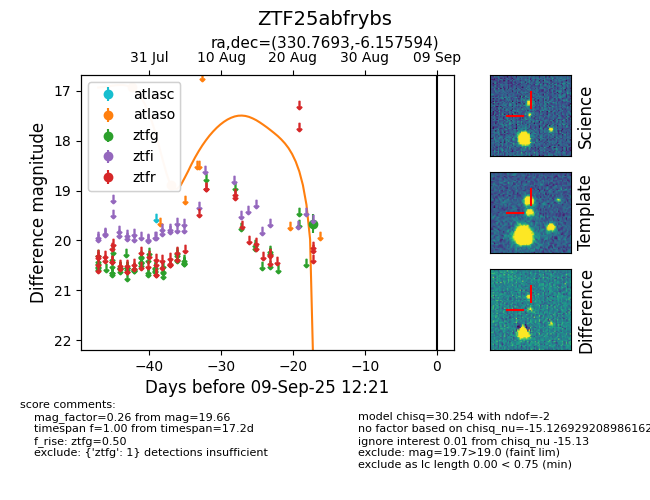 ZTF25abfrybs
ra,dec=(330.7693,-6.157594)
31 Jul 10 Aug 20 Aug 30 Aug 09 Sep
atlasc
atlaso
ztfg
ztfi
ztfr
17
18
19
20
21
22
Difference magnitude
−40 −30 −20 −10 0
Days before 09-Sep-25 12:21
Science
Template
Difference
score comments:
mag_factor=0.26 from mag=19.66
timespan f=1.00 from timespan=17.2d
f_rise: ztfg=0.50
exclude: {'ztfg': 1} detections insufficient
model chisq=30.254 with ndof=-2
no factor based on chisq_nu=-15.126929208986162
ignore interest 0.01 from chisq_nu -15.13
exclude: mag=19.7>19.0 (faint lim)
exclude as lc length 0.00 < 0.75 (min)